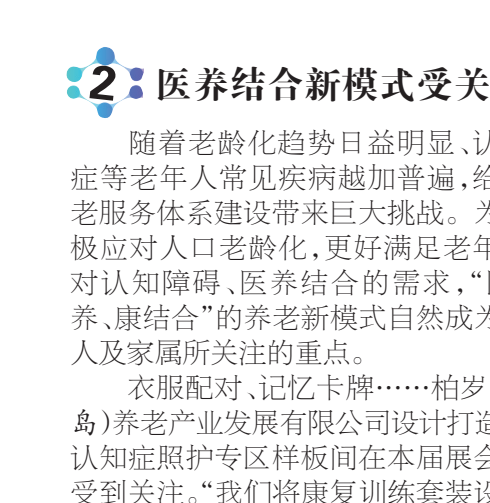 2 医养结合新模式受关
随着老龄化趋势日益明显、认
症等老年人常见疾病越加普遍,给
老服务体系建设带来巨大挑战。为
极应对人口老龄化,更好满足老年
对认知障碍、医养结合的需求,“医
养、康结合”的养老新模式自然成为
人及家属所关注的重点。
衣服配对、记忆卡牌……柏岁
岛)养老产业发展有限公司设计打造
认知症照护专区样板间在本届展会
受到关注。“我们将康复训练套装设